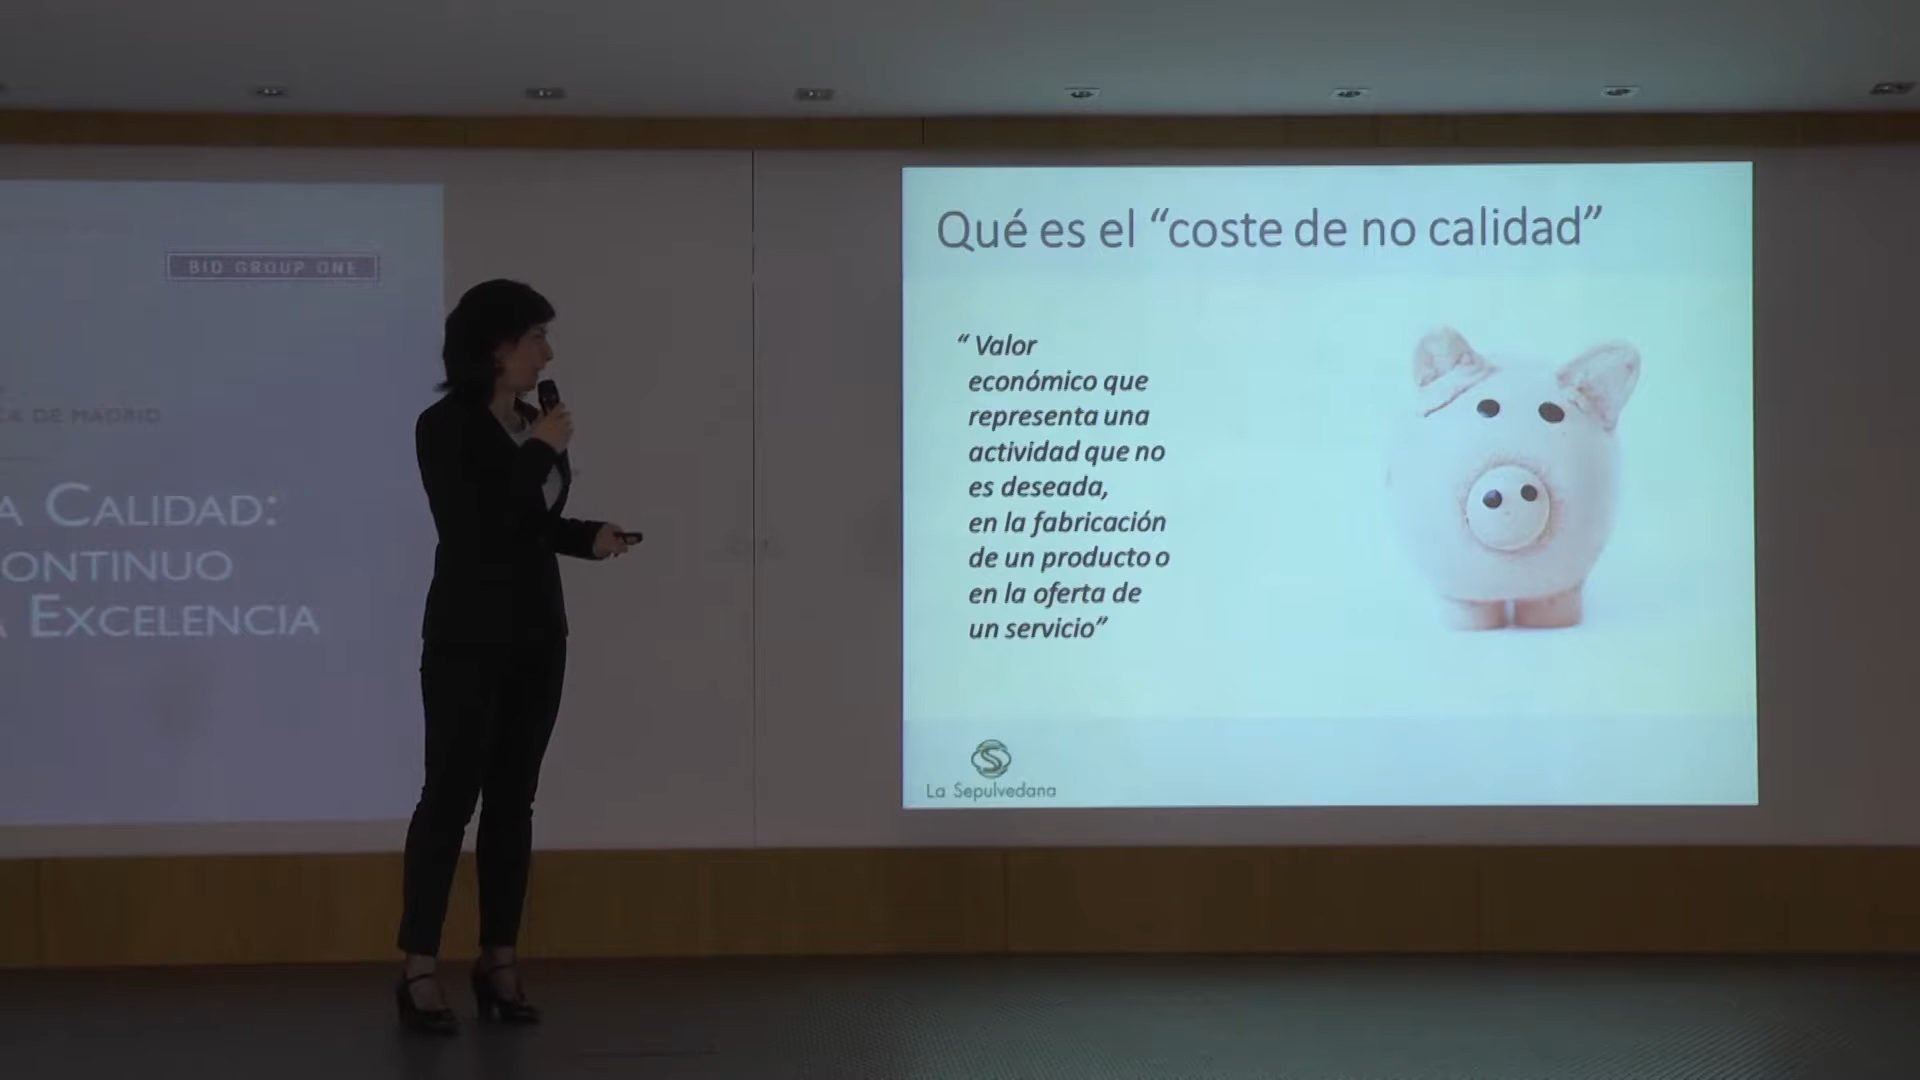 BID GROUP ONE
DE MADRID
CALIDAD:
EXCELENCIA
Qué es el “coste de no calidad”
“ Valor
económico que
representa una
actividad que no
es deseada,
en la fabricación
de un producto o
en la oferta de
un servicio”
La Sepulvedana